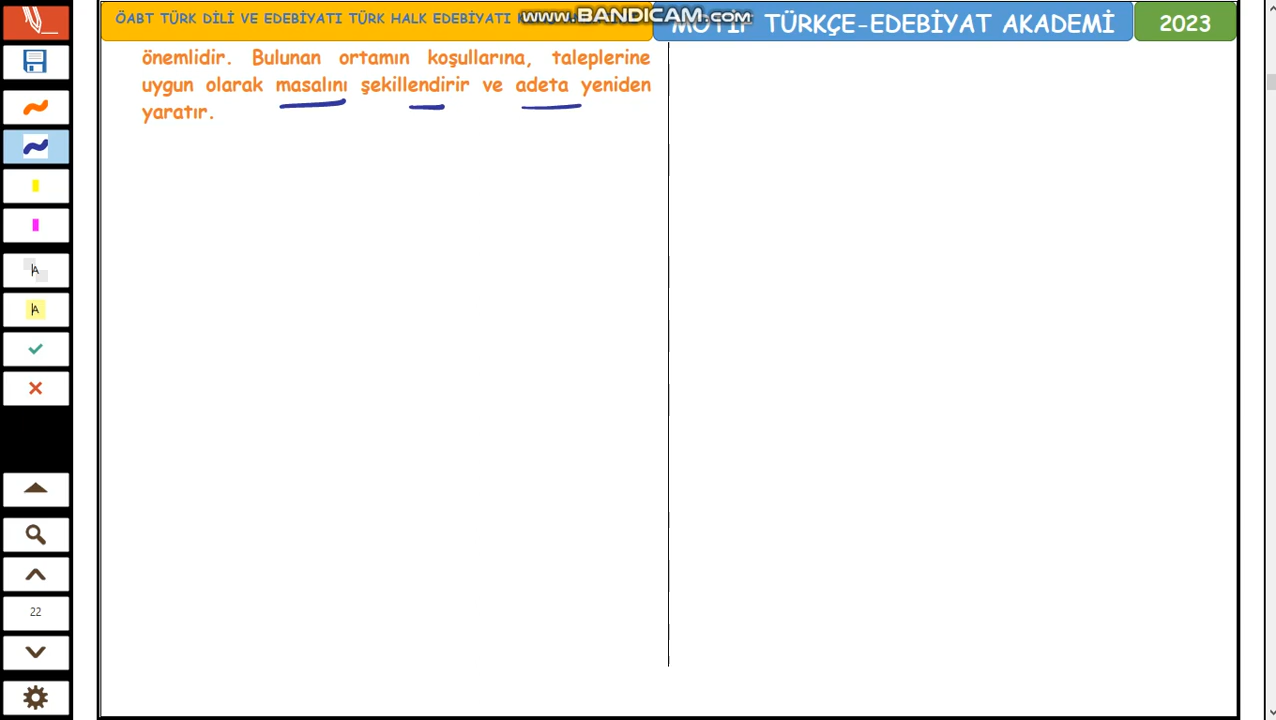 ÖABT TÜRK DİLİ VE EDEBİYATI TÜRK HALK EDEBİYATI
www.BANDICAM.com
MOTİF TÜRKÇE-EDEBİYAT AKADEMİ
2023
önemlidir. Bulunan ortamın koşullarına, taleplerine
uygun olarak masalını şekillendirir ve adeta yeniden
yaratır.
A
A
22